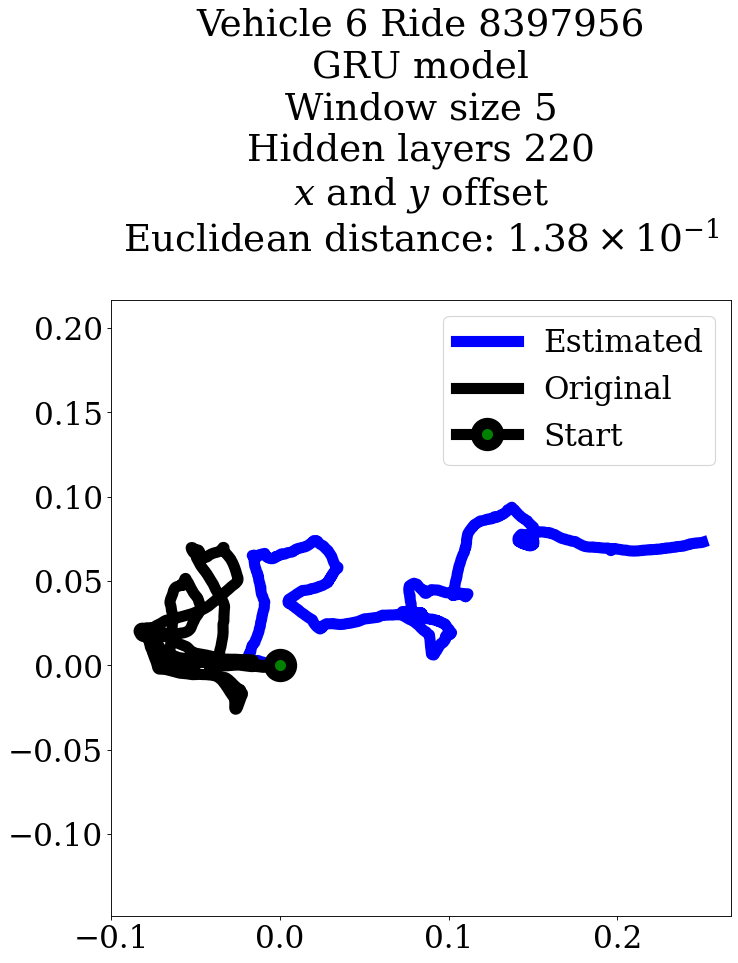 Vehicle 6 Ride 8397956
GRU model
Window size 5
Hidden layers 220
x and y offset
Euclidean distance: 1.38 × 10⁻¹
Estimated
Original
Start
0.20
0.15
0.10
0.05
0.00
−0.05
−0.10
−0.1 0.0 0.1 0.2